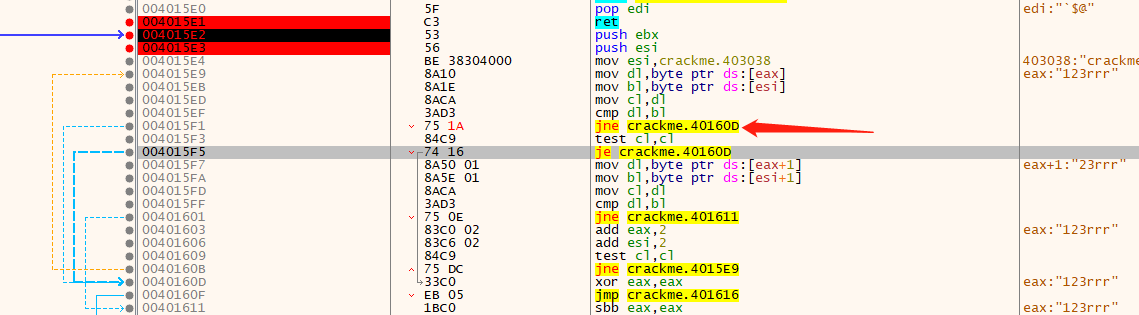 004015E0 5F pop edi edi:"`$@"
004015E1 C3 ret
004015E2 53 push ebx
004015E3 56 push esi
004015E4 BE 38304000 mov esi,crackme.403038 403038:"crackme
004015E9 8A10 mov dl,byte ptr ds:[eax] eax:"123rrr"
004015EB 8A1E mov bl,byte ptr ds:[esi]
004015ED 8ACA mov cl,dl
004015EF 3AD3 cmp dl,bl
004015F1 75 1A jne crackme.40160D
004015F3 84C9 test cl,cl
004015F5 74 16 je crackme.40160D
004015F7 8A50 01 mov dl,byte ptr ds:[eax+1] eax+1:"23rrr"
004015FA 8A5E 01 mov bl,byte ptr ds:[esi+1]
004015FD 8ACA mov cl,dl
004015FF 3AD3 cmp dl,bl
00401601 75 0E jne crackme.401611
00401603 83C0 02 add eax,2 eax:"123rrr"
00401606 83C6 02 add esi,2
00401609 84C9 test cl,cl
0040160B 75 DC jne crackme.4015E9
0040160D 33C0 xor eax,eax eax:"123rrr"
0040160F EB 05 jmp crackme.401616
00401611 1BC0 sbb eax,eax eax:"123rrr"